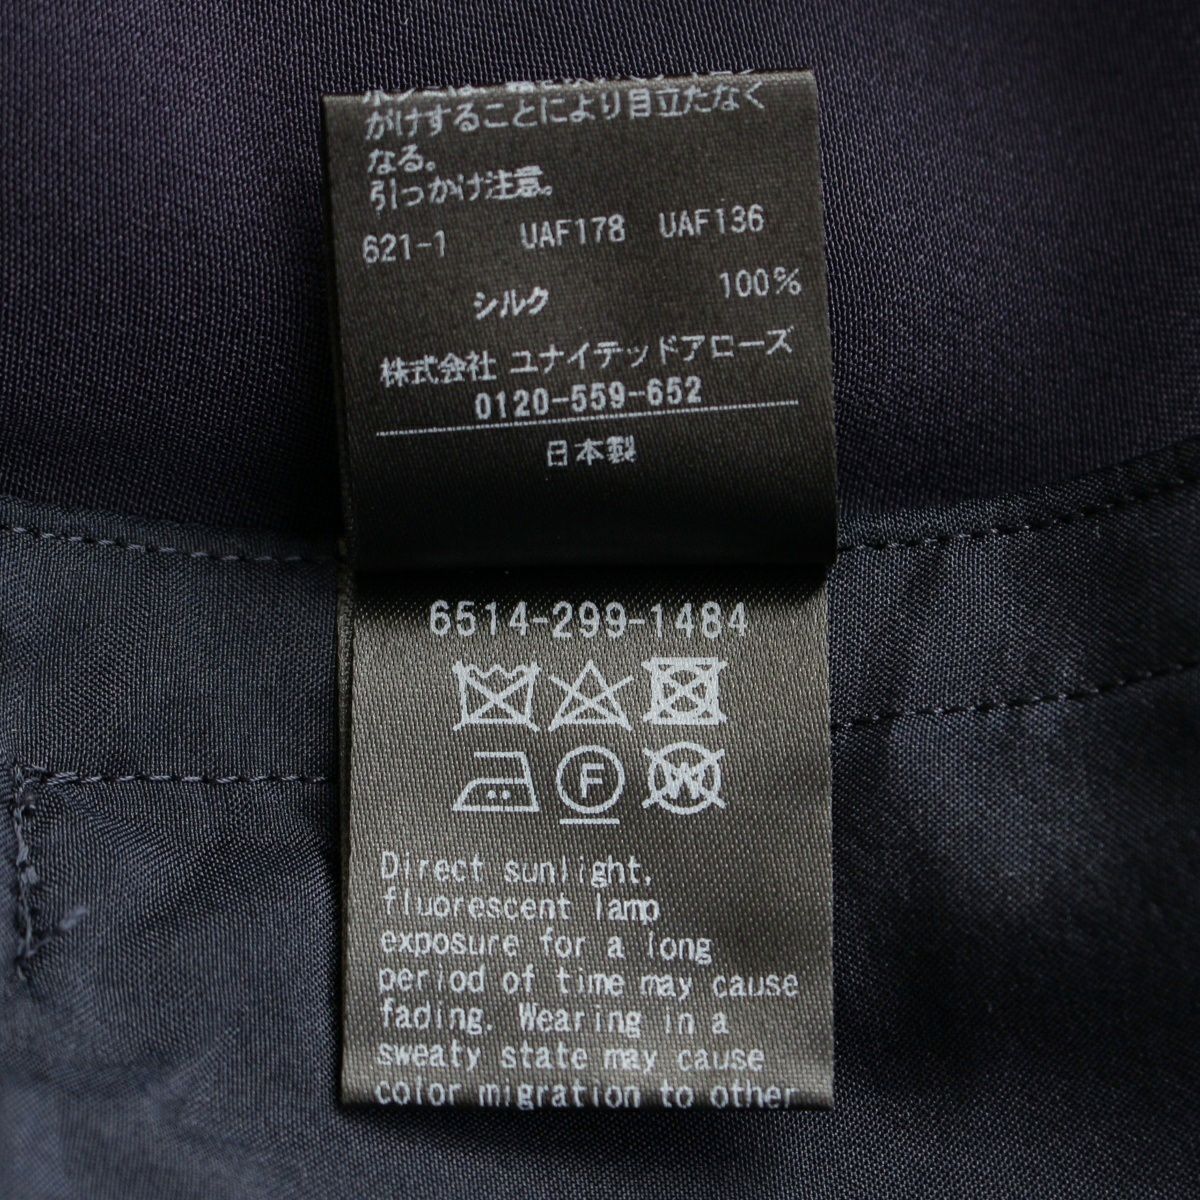 がけすることにより目立たなく
なる。
引っかけ注意。
621-1 UAF178 UAF136
シルク 100%
株式会社 ユナイテッドアローズ
0120-559-652
日本製
6514-299-1484
F W
Direct sunlight,
fluorescent lamp
exposure for a long
period of time may cause
fading. Wearing in a
sweaty state may cause
color migration to other